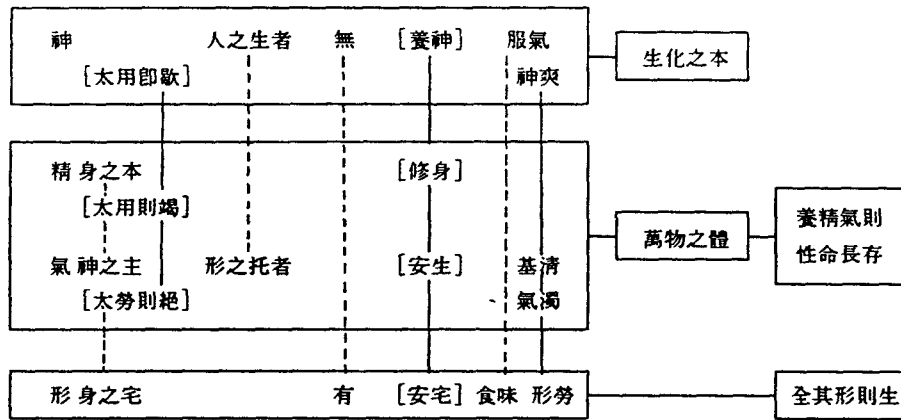 神 人之生者 無 [養神] 服氣
[太用卽歇] 神爽
生化之本
精 身之本 [修身]
[太用則竭]
氣 神之主 形之托者 [安生] 基清
[太勞則絕] 氣濁
萬物之體
養精氣則
性命長存
形 身之宅 有 [安宅] 食味 形勞
全其形則生